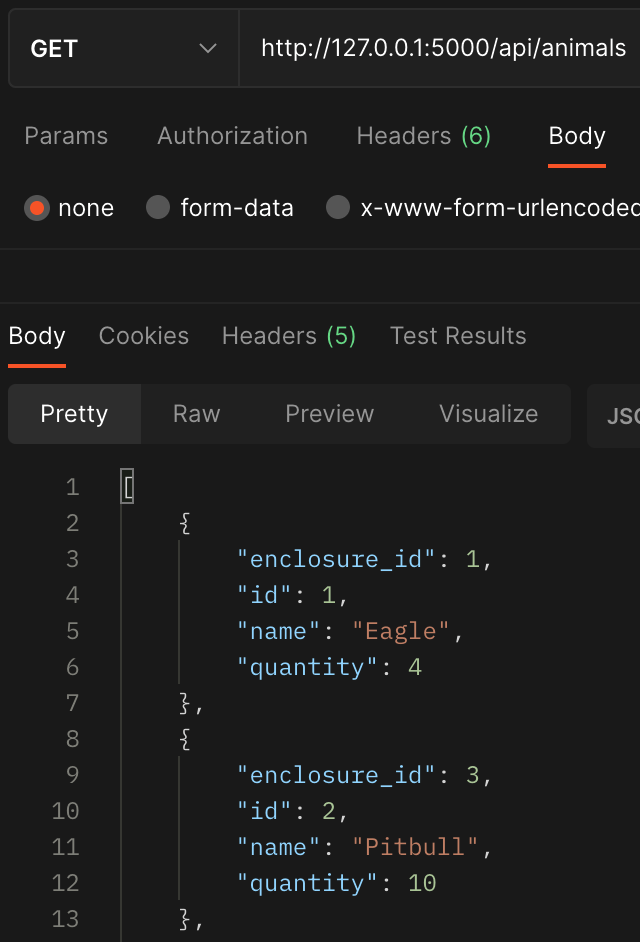 GET http://127.0.0.1:5000/api/animals
Params Authorization Headers (6) Body
none form-data x-www-form-urlencoded
Body Cookies Headers (5) Test Results
Pretty Raw Preview Visualize JSO
1 [
2 {
3 "enclosure_id": 1,
4 "id": 1,
5 "name": "Eagle",
6 "quantity": 4
7 },
8 {
9 "enclosure_id": 3,
10 "id": 2,
11 "name": "Pitbull",
12 "quantity": 10
13 },